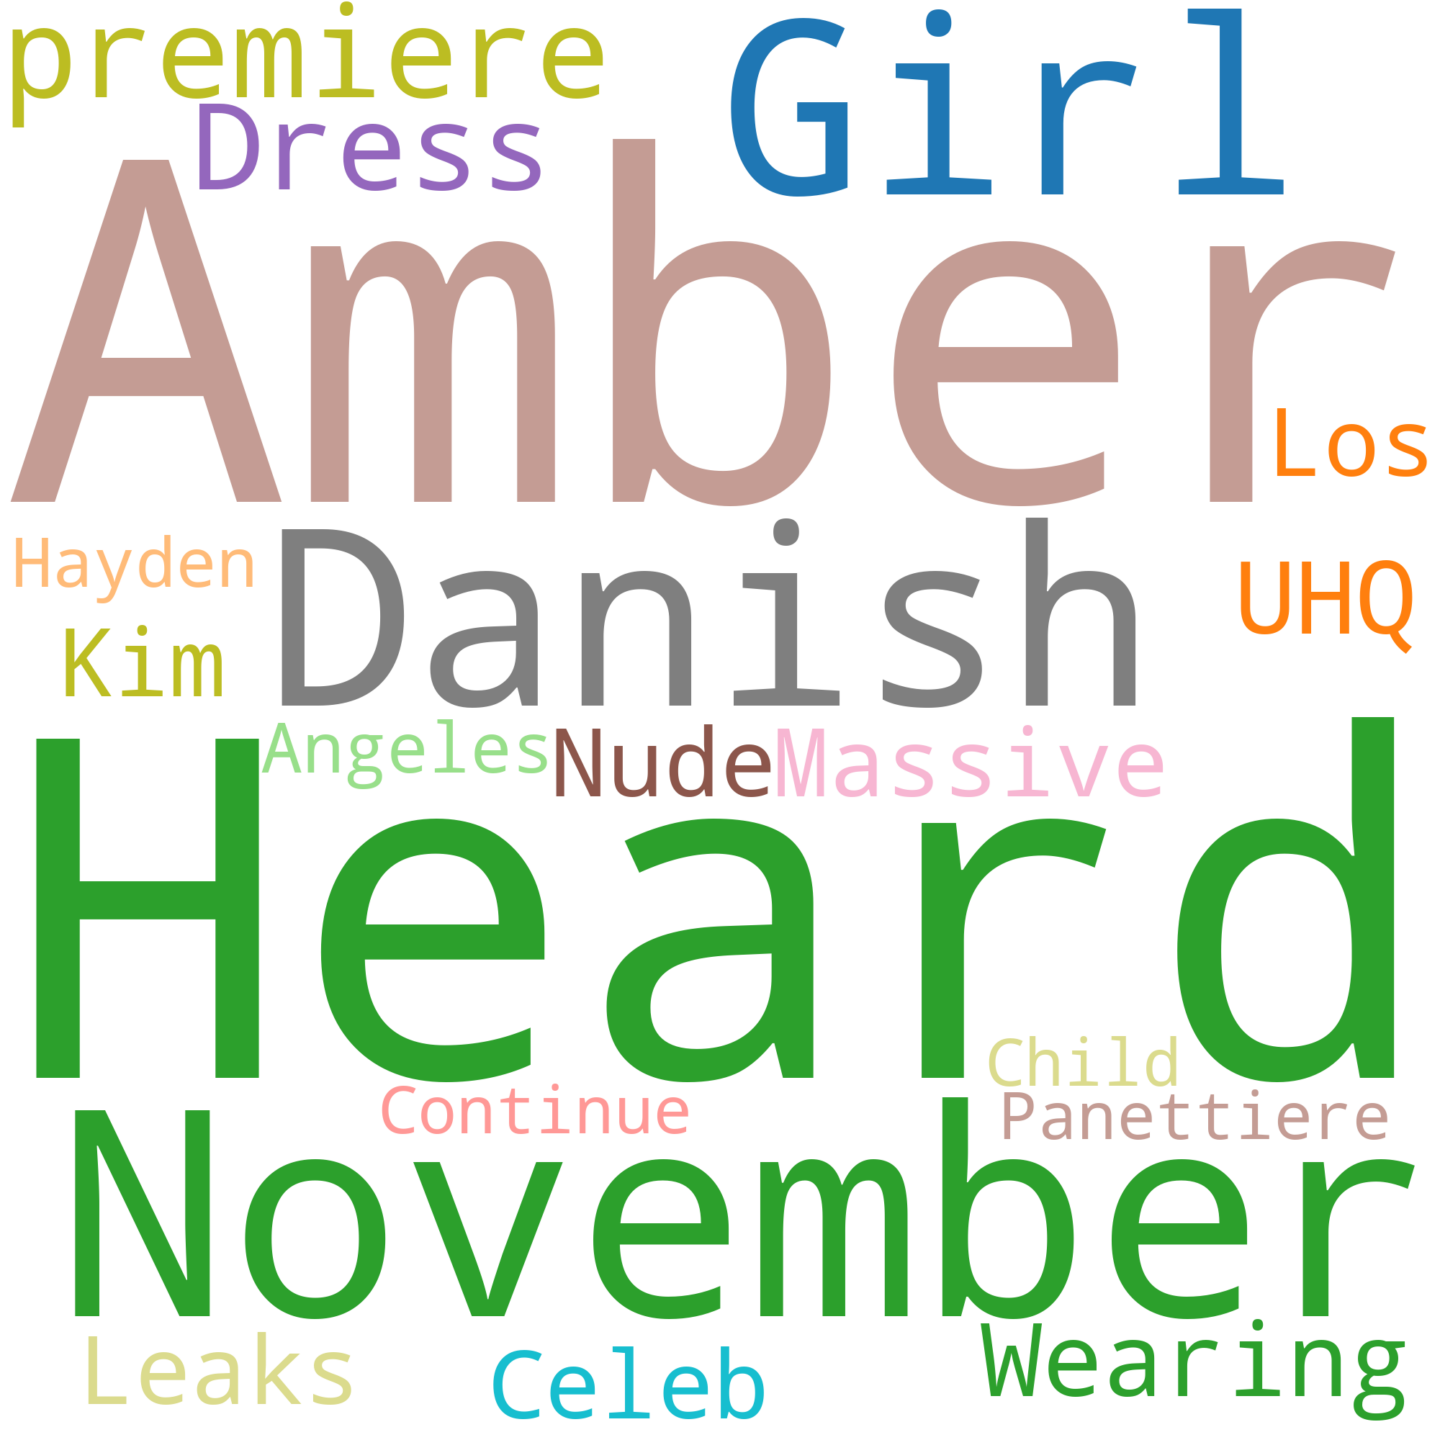 premiere Girl
Dress
Amber
Los
Hayden Danish UHQ
Kim
Angeles Nude Massive
Heard
Child
Continue Panettiere
November
Leaks Celeb Wearing